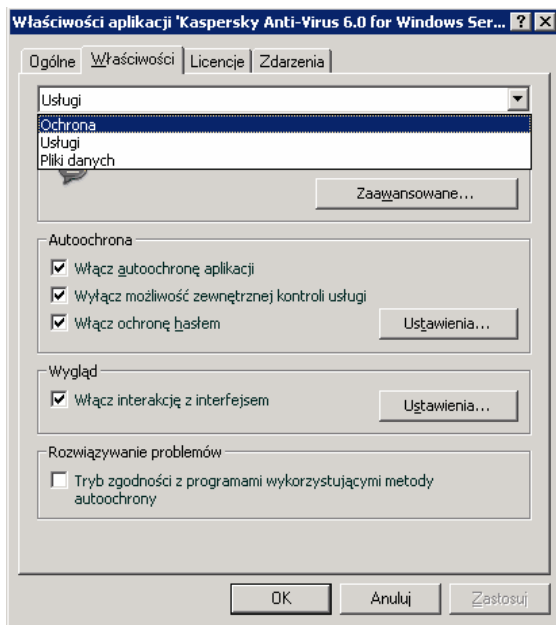 Właściwości aplikacji 'Kaspersky Anti-Virus 6.0 for Windows Ser...
Ogólne Właściwości Licencje Zdarzenia
Usługi
Ochrona
Usługi
Pliki danych
Zaawansowane...
Autoochrona
Włącz autoochronę aplikacji
Wyłącz możliwość zewnętrznej kontroli usługi
Włącz ochronę hasłem
Ustawienia...
Wygląd
Włącz interakcję z interfejsem
Ustawienia...
Rozwiązywanie problemów
Tryb zgodności z programami wykorzystującymi metody
autoochrony
OK Anuluj Zastosuj